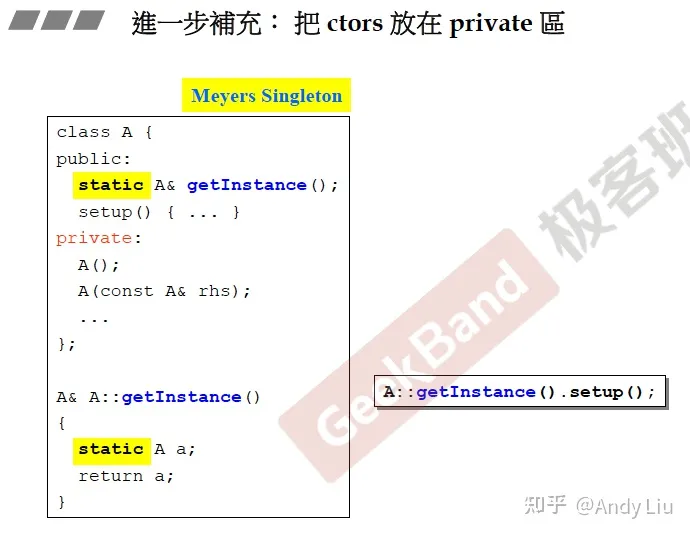 進一步補充： 把 ctors 放在 private 區
Meyers Singleton
class A {
public:
static A& getInstance();
setup() { ... }
private:
A();
A(const A& rhs);
...
};
A& A::getInstance()
{
static A a;
return a;
}
A::getInstance().setup();
GeekBand 极客班
知乎 @Andy Liu